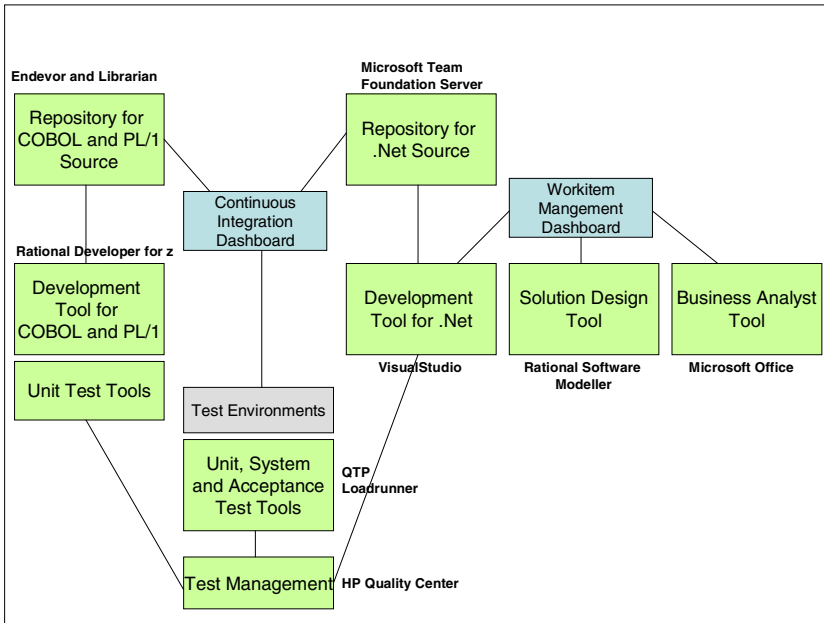 Endevor and Librarian
Repository for
COBOL and PL/1
Source
Microsoft Team
Foundation Server
Repository for
.Net Source
Continuous
Integration
Dashboard
Workitem
Mangement
Dashboard
Rational Developer for z
Development
Tool for
COBOL and PL/1
Development
Tool for .Net
VisualStudio
Solution Design
Tool
Rational Software
Modeller
Business Analyst
Tool
Microsoft Office
Unit Test Tools
Test Environments
Unit, System
and Acceptance
Test Tools
QTP
Loadrunner
Test Management
HP Quality Center